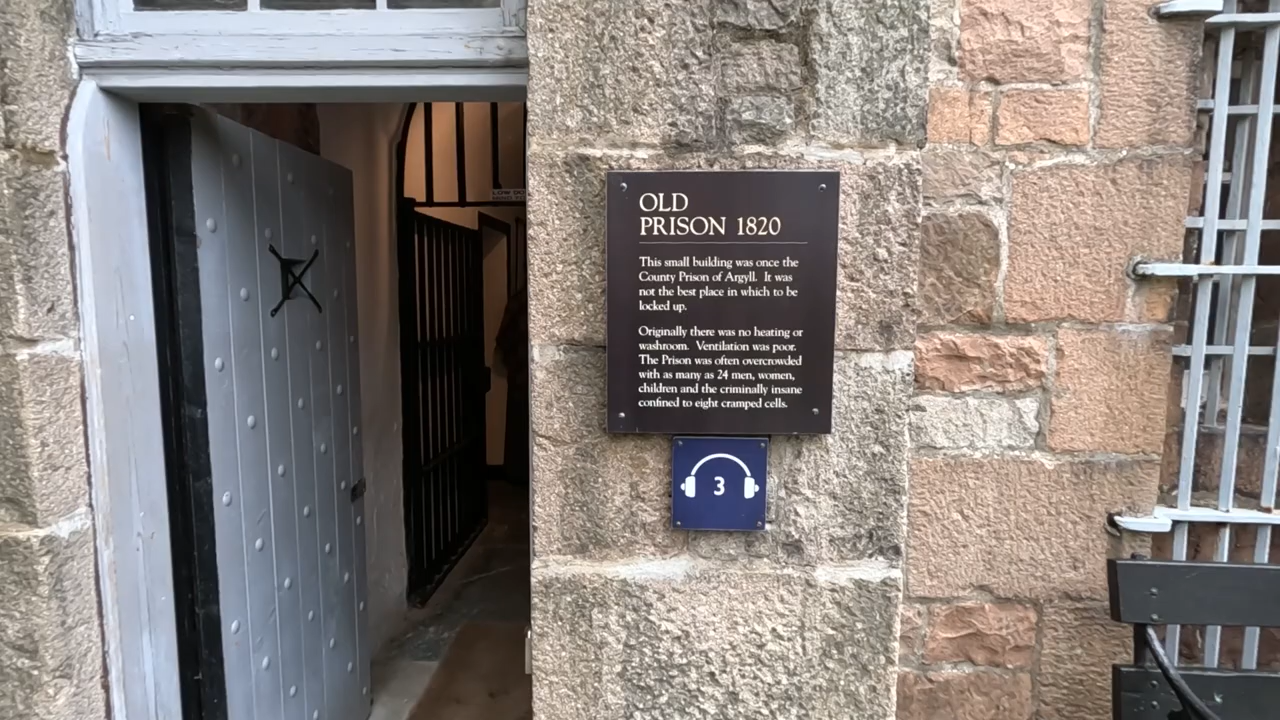 OLD
PRISON 1820
This small building was once the
County Prison of Argyll. It was
not the best place in which to be
locked up.
Originally there was no heating or
washroom. Ventilation was poor.
The Prison was often overcrowded
with as many as 24 men, women,
children and the criminally insane
confined to eight cramped cells.
3
LOW